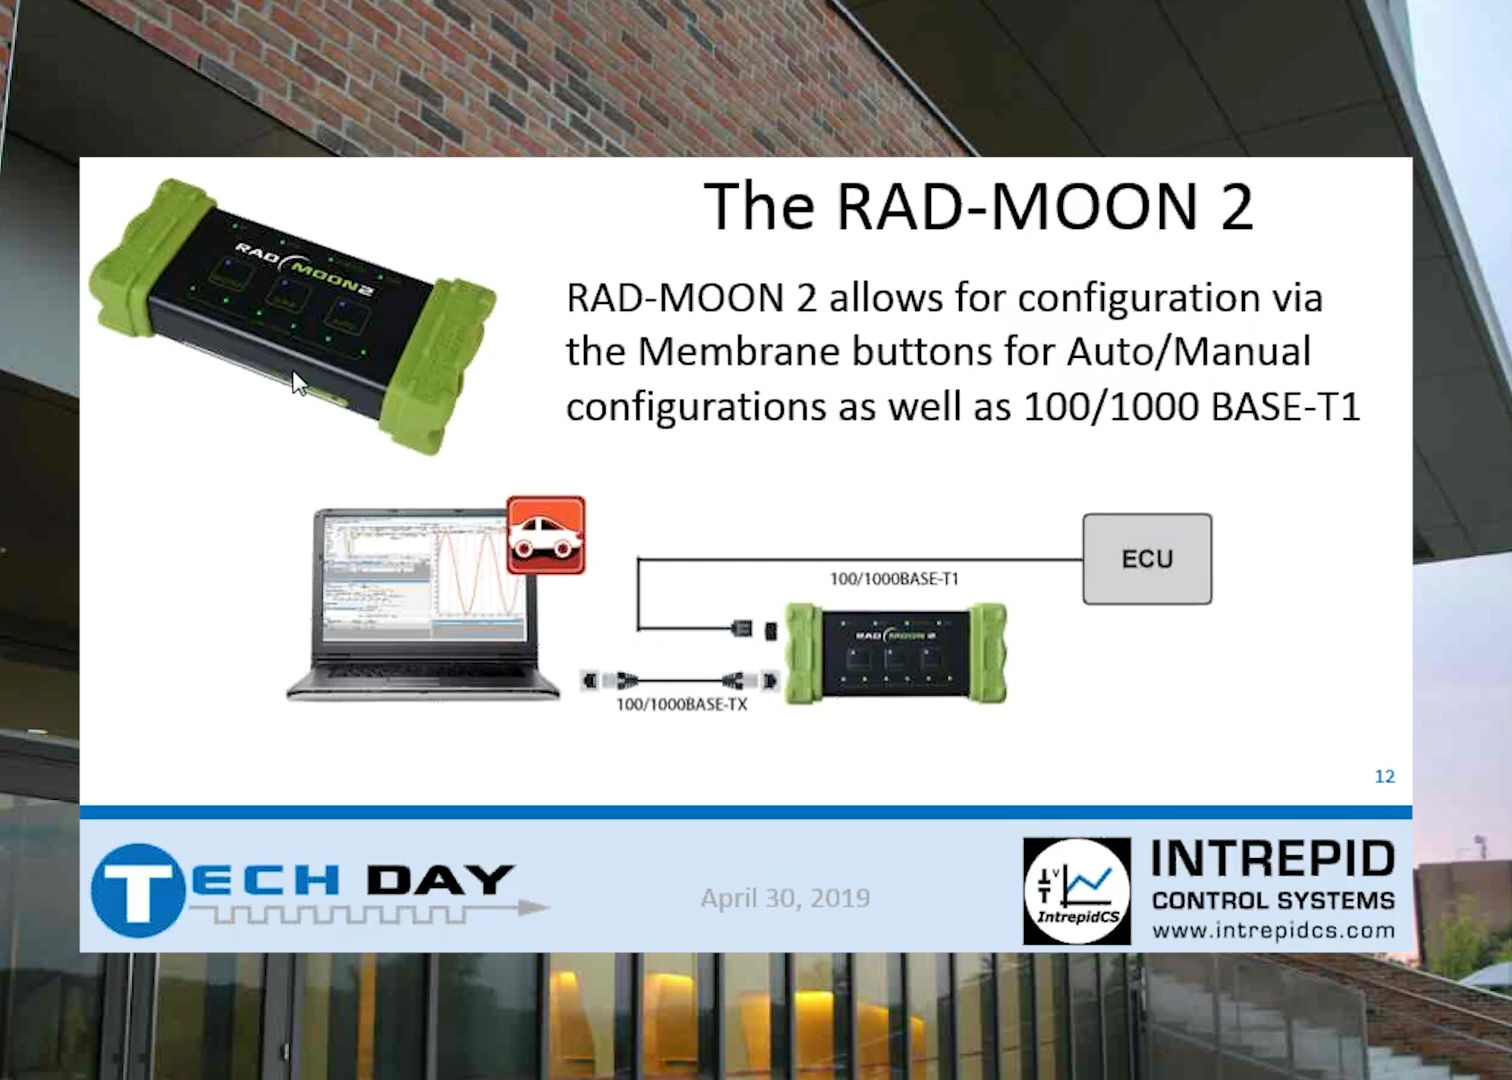 The RAD-MOON 2
RAD MOON2
RAD-MOON 2 allows for configuration via
the Membrane buttons for Auto/Manual
configurations as well as 100/1000 BASE-T1
ECU
100/1000BASE-T1
RAD MOON 2
100/1000BASE-TX
12
TECH DAY
April 30, 2019
IntrepidCS
INTREPID
CONTROL SYSTEMS
www.intrepidcs.com